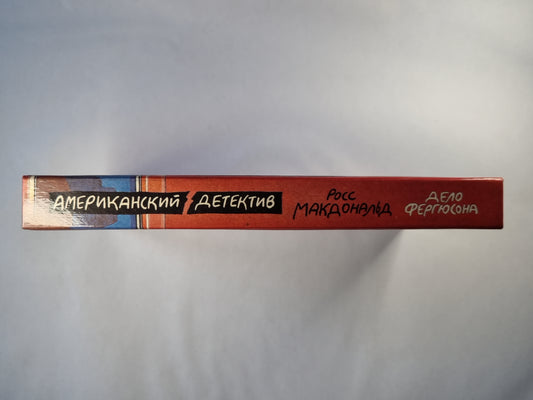 АМЕРИКАНСКИЙ ДЕТЕКТИВ
РОСС
МАКДОНАЛЬД
ДЕЛО
ФЕРГЮСОНА